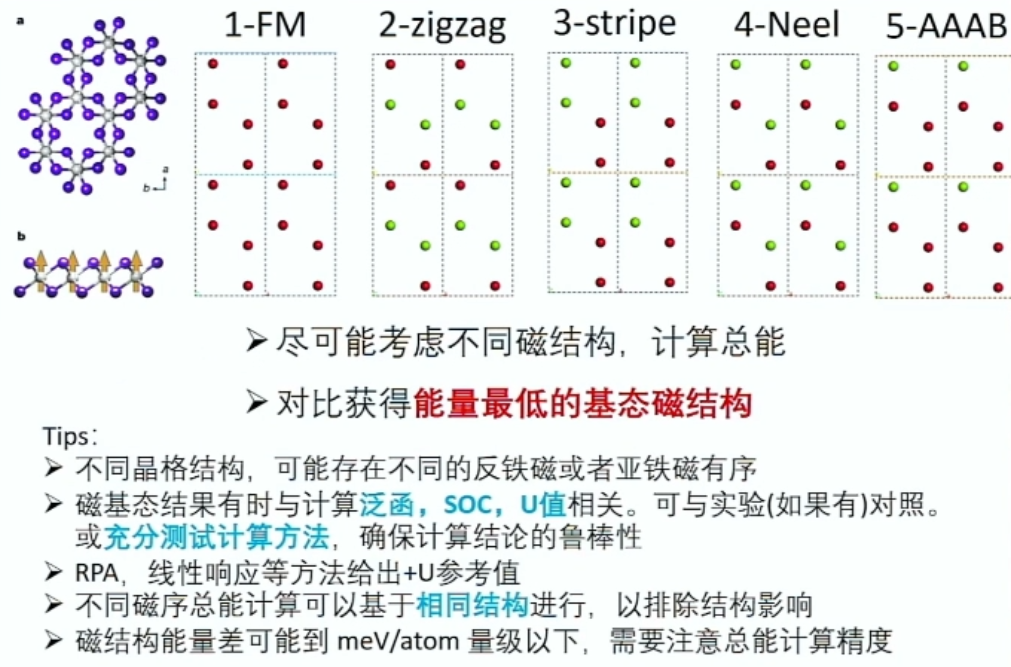 a
1-FM 2-zigzag 3-stripe 4-Neel 5-AAAB
a
b
b
➢ 尽可能考虑不同磁结构，计算总能
➢ 对比获得能量最低的基态磁结构
Tips：
➢ 不同晶格结构，可能存在不同的反铁磁或者亚铁磁有序
➢ 磁基态结果有时与计算泛函，SOC，U值相关。可与实验(如果有)对照。
或充分测试计算方法，确保计算结论的鲁棒性
➢ RPA，线性响应等方法给出+U参考值
➢ 不同磁序总能计算可以基于相同结构进行，以排除结构影响
➢ 磁结构能量差可能到 meV/atom 量级以下，需要注意总能计算精度